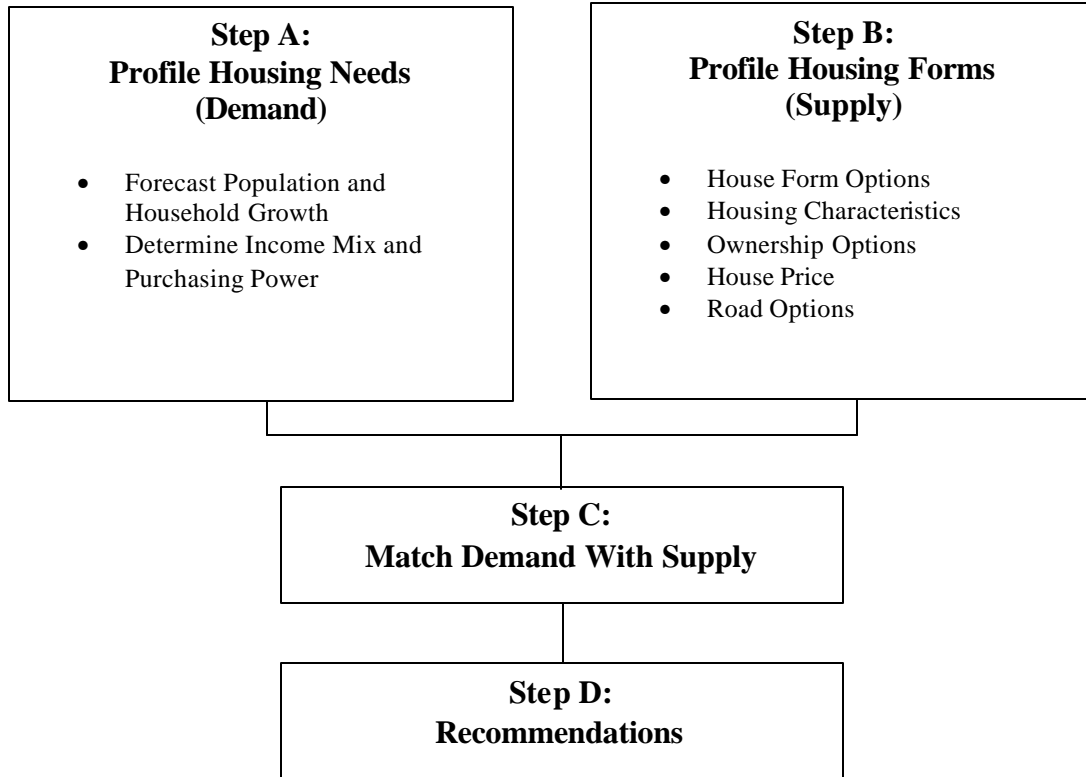 Step A:
Profile Housing Needs
(Demand)
• Forecast Population and
Household Growth
• Determine Income Mix and
Purchasing Power
Step B:
Profile Housing Forms
(Supply)
• House Form Options
• Housing Characteristics
• Ownership Options
• House Price
• Road Options
Step C:
Match Demand With Supply
Step D:
Recommendations